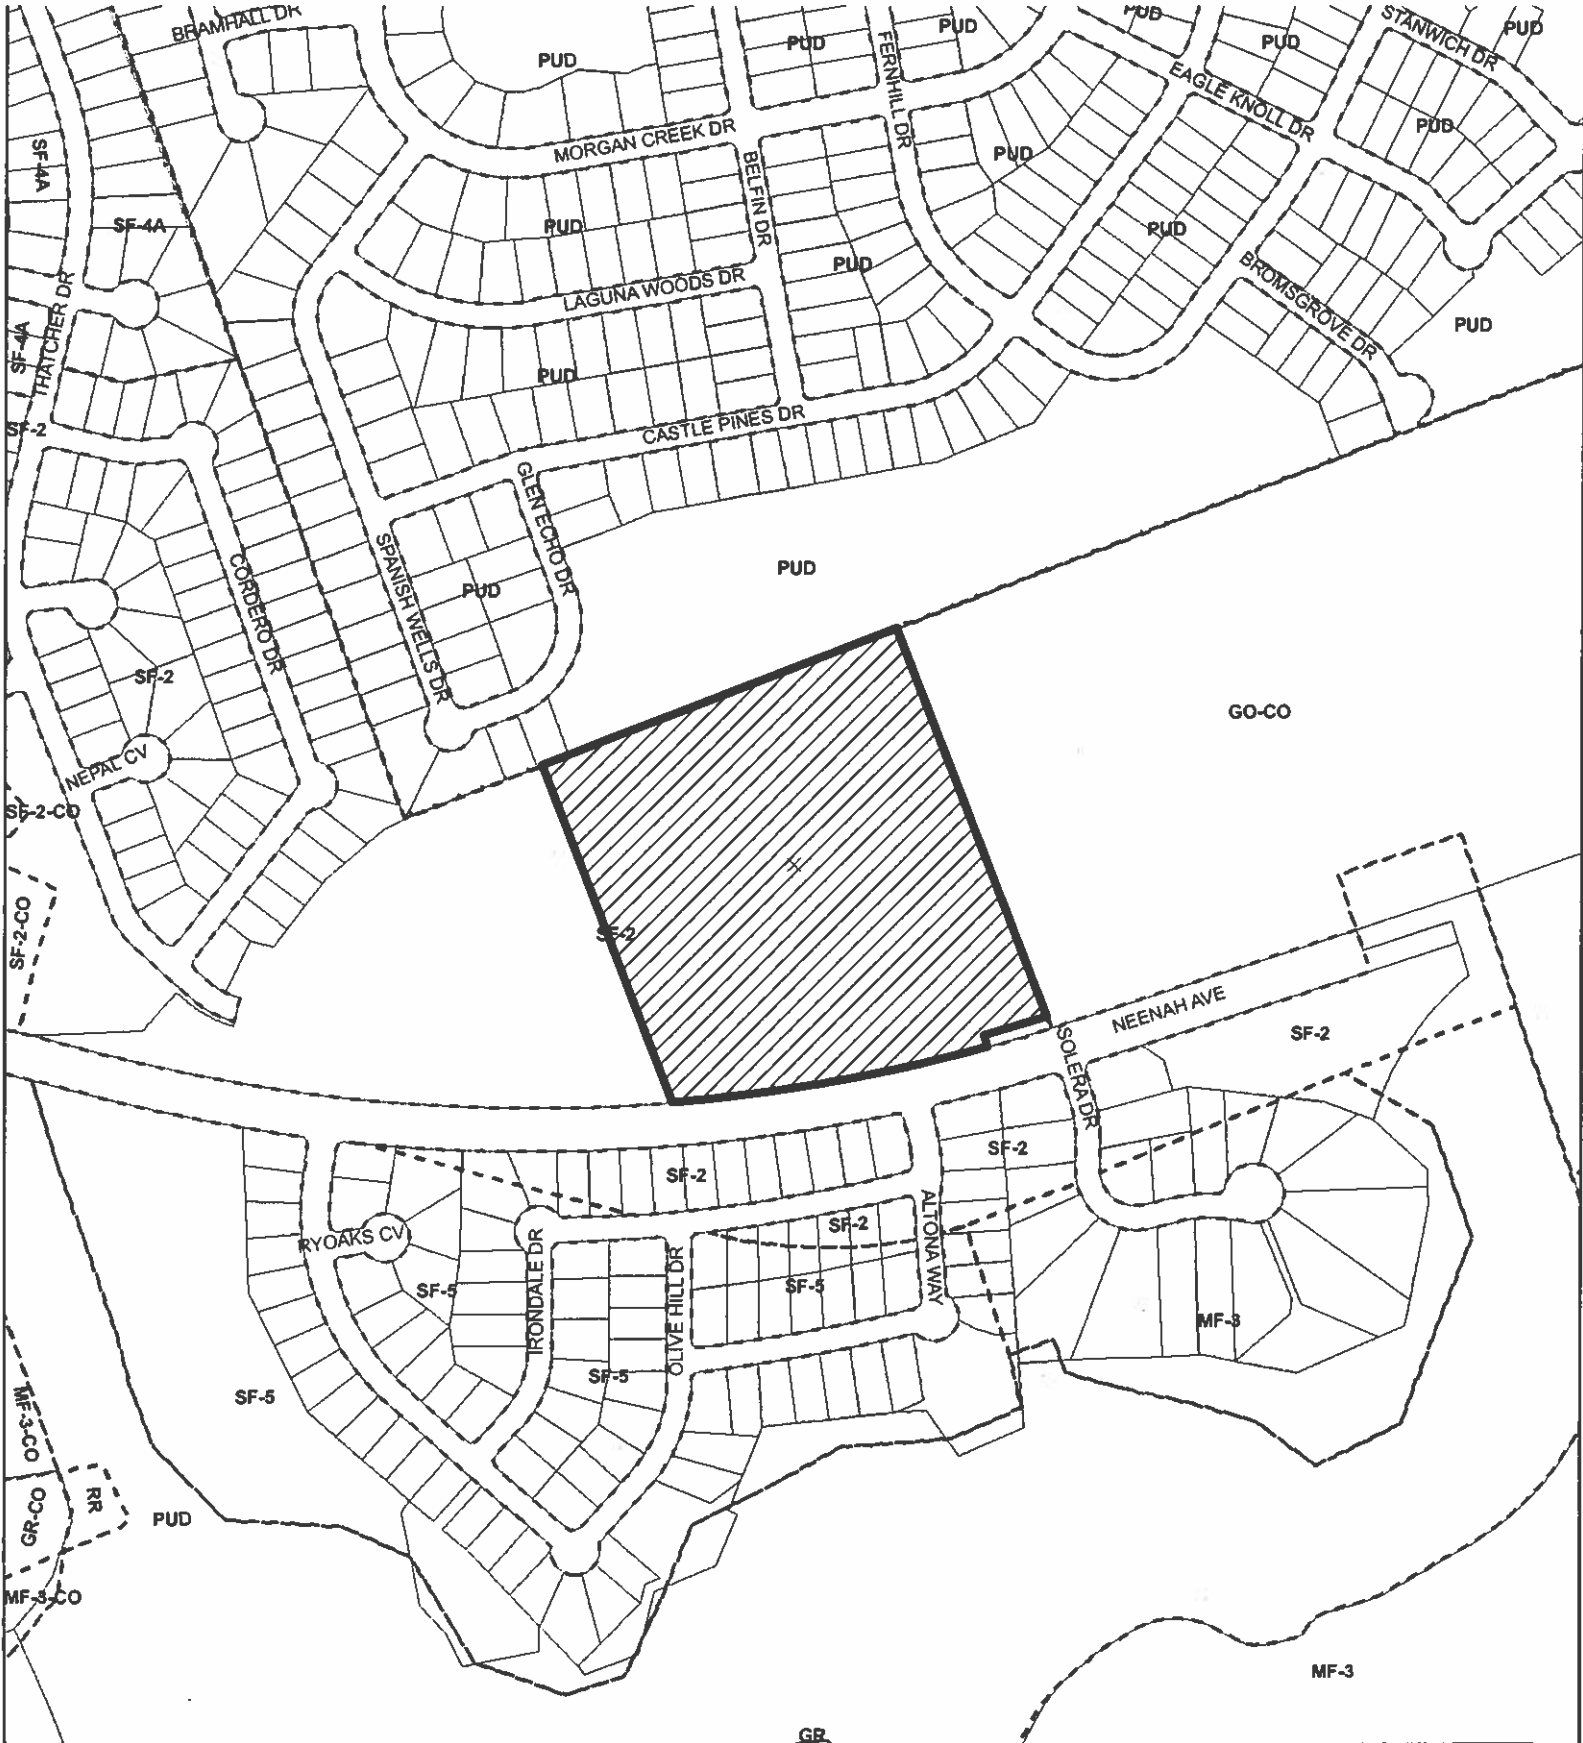 BRAMHALL DR
PUD
PUD
PUD
PUD
PUD
STANWICH DR
PUD
FERNHILL DR
EAGLE KNOLL DR
PUD
MORGAN CREEK DR
PUD
SF-4A
BELFIN DR
SF-4A
PUD
PUD
PUD
LAGUNA WOODS DR
BROMSGROVE DR
PUD
THATCHER DR
SF-4A
PUD
CASTLE PINES DR
SF-2
GLEN ECHO DR
SPANISH WELLS DR
CORDERO DR
PUD
PUD
SF-2
GO-CO
NEPAL CV
SF-2-CO
SF-2-CO
SF-2
NEENAH AVE
SOLERA DR
SF-2
SF-2
SF-2
SF-2
ALTONA WAY
RYOAKS CV
IRONDALE DR
OLIVE HILL DR
SF-5
SF-5
MF-3
SF-5
SF-5
MF-3-CO
RR
GR-CO
PUD
MF-3-CO
MF-3
GR